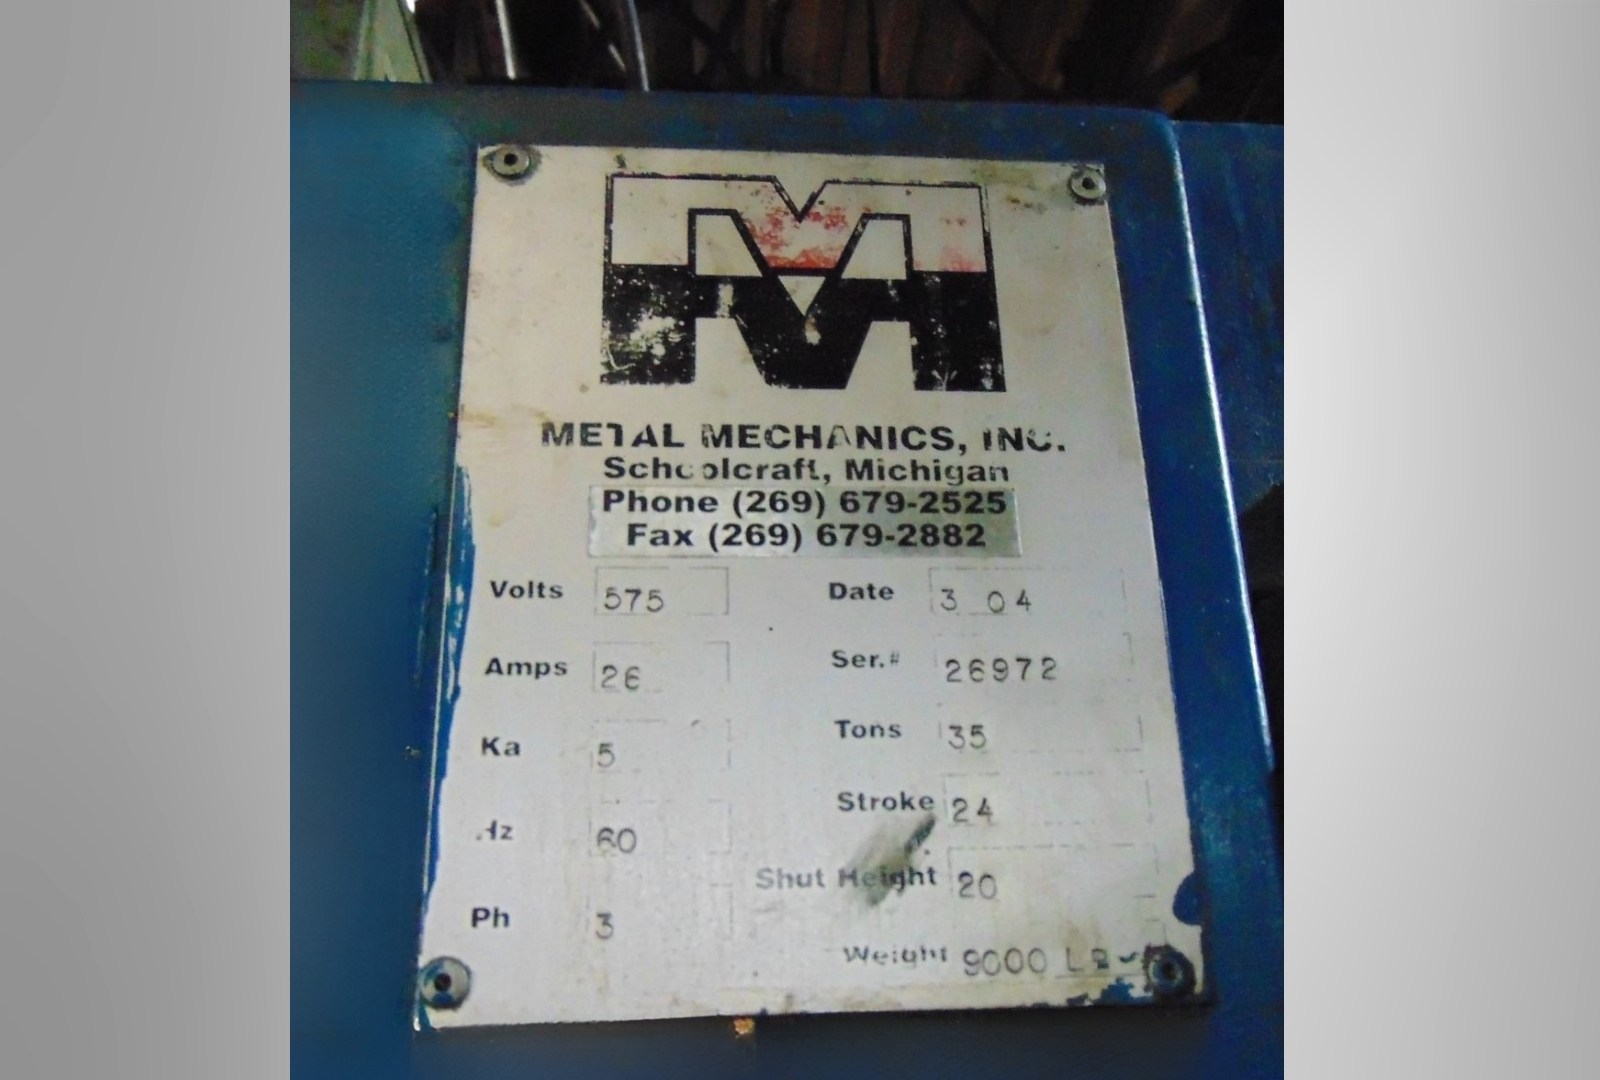 METAL MECHANICS, INC.
Schoolcraft, Michigan
Phone (269) 679-2525
Fax (269) 679-2882
Volts 575 Date 3 04
Amps 26 Ser.# 26972
Ka 5 Tons 35
Hz 60 Stroke 24
Shut Height 20
Ph 3
Weight 9000 LB